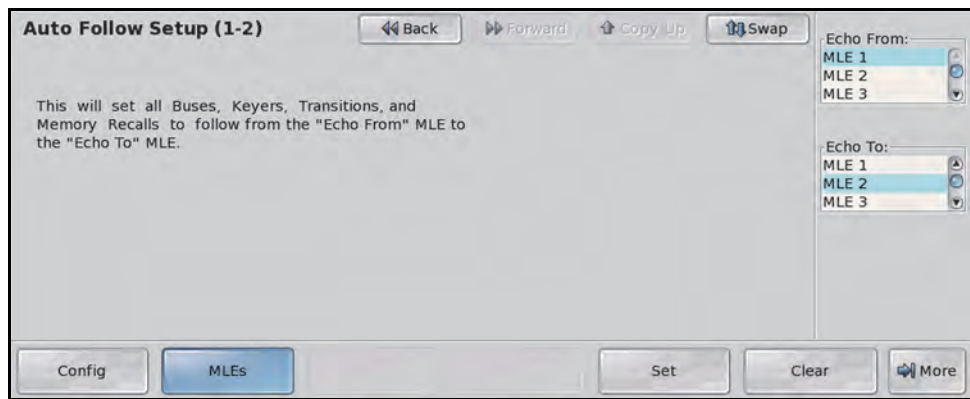 Auto Follow Setup (1-2)
Back
Forward
Copy Up
Swap
This will set all Buses, Keyers, Transitions, and
Memory Recalls to follow from the "Echo From" MLE to
the "Echo To" MLE.
Echo From:
MLE 1
MLE 2
MLE 3
Echo To:
MLE 1
MLE 2
MLE 3
Config
MLEs
Set
Clear
More